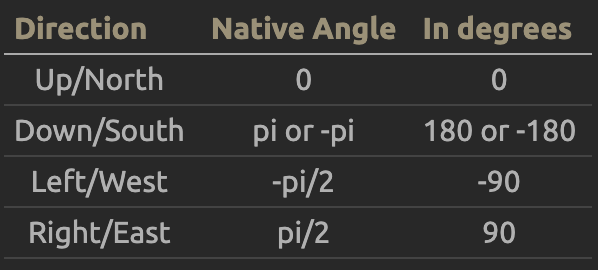 Direction Native Angle In degrees
Up/North 0 0
Down/South pi or -pi 180 or -180
Left/West -pi/2 -90
Right/East pi/2 90